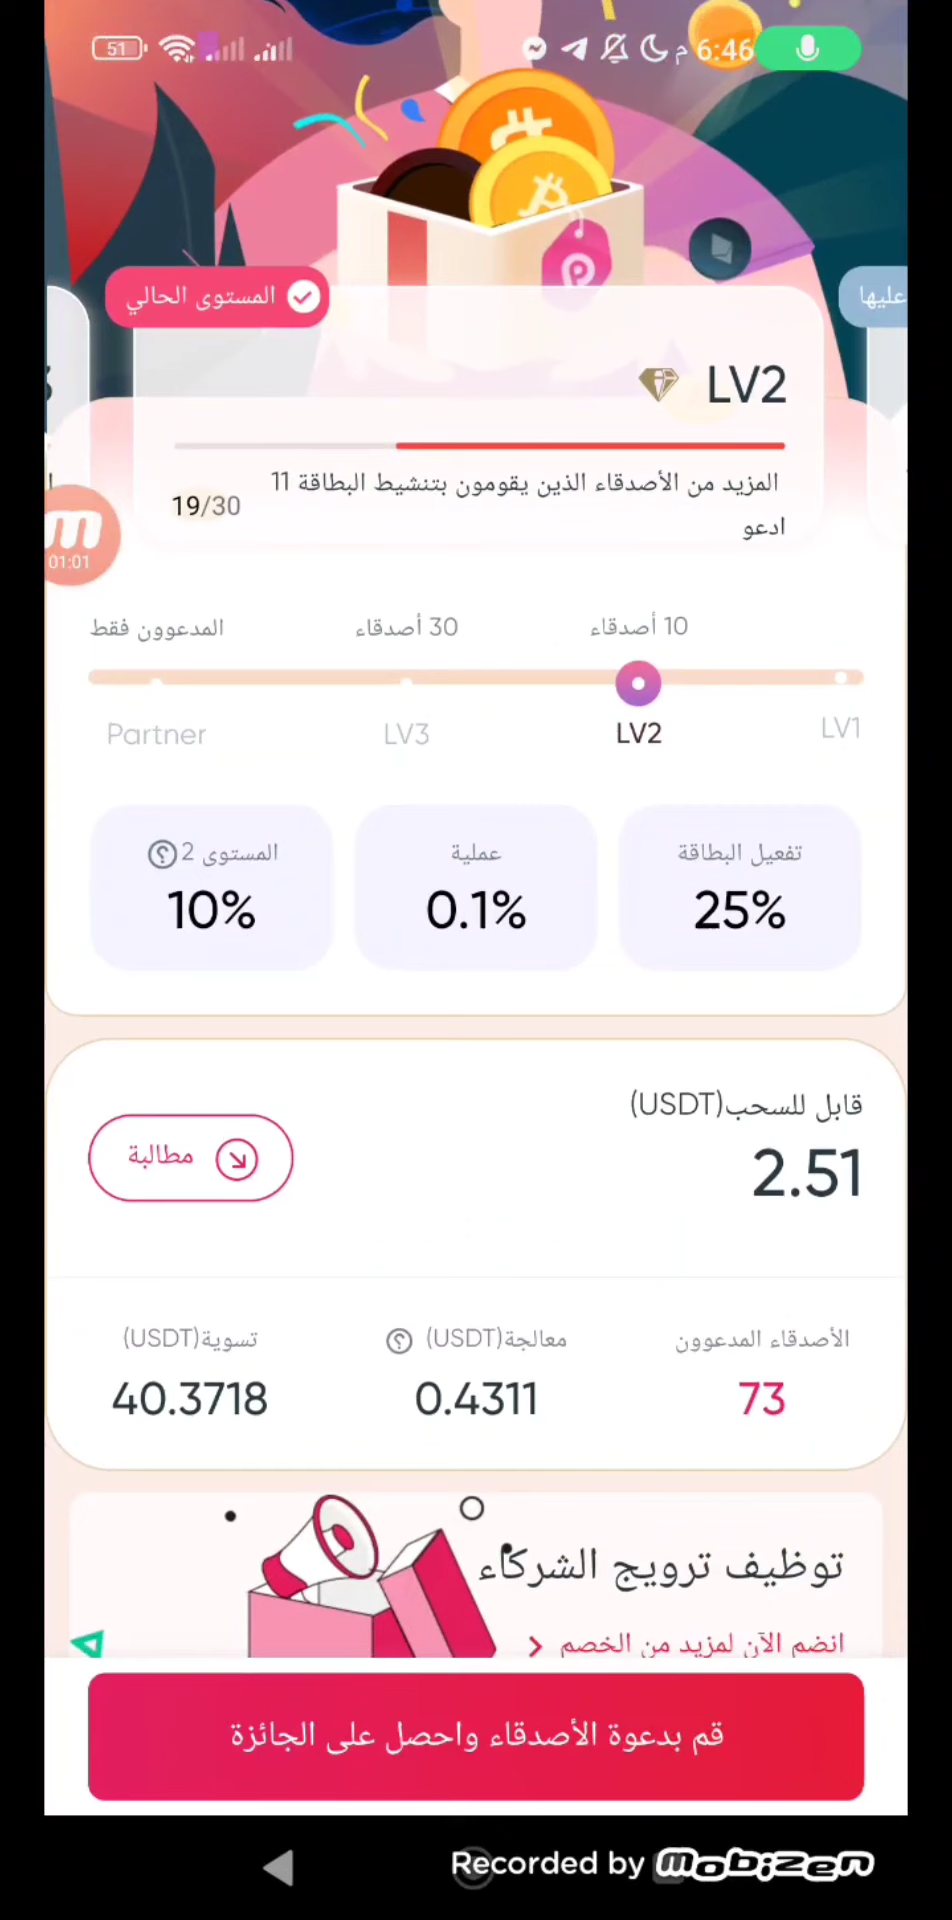 51
م 6:46
المستوى الحالي
عليها
LV2
المزيد من الأصدقاء الذين يقومون بتنشيط البطاقة 11
ادعو
19/30
m
01:01
10 أصدقاء
30 أصدقاء
المدعوون فقط
LV1
LV2
LV3
Partner
تفعيل البطاقة
25%
عملية
0.1%
المستوى 2
10%
قابل للسحب(USDT)
2.51
مطالبة
الأصدقاء المدعوون
73
معالجة(USDT)
0.4311
تسوية(USDT)
40.3718
توظيف ترويج الشركاء
انضم الآن لمزيد من الخصم
قم بدعوة الأصدقاء واحصل على الجائزة
Recorded by mobizen